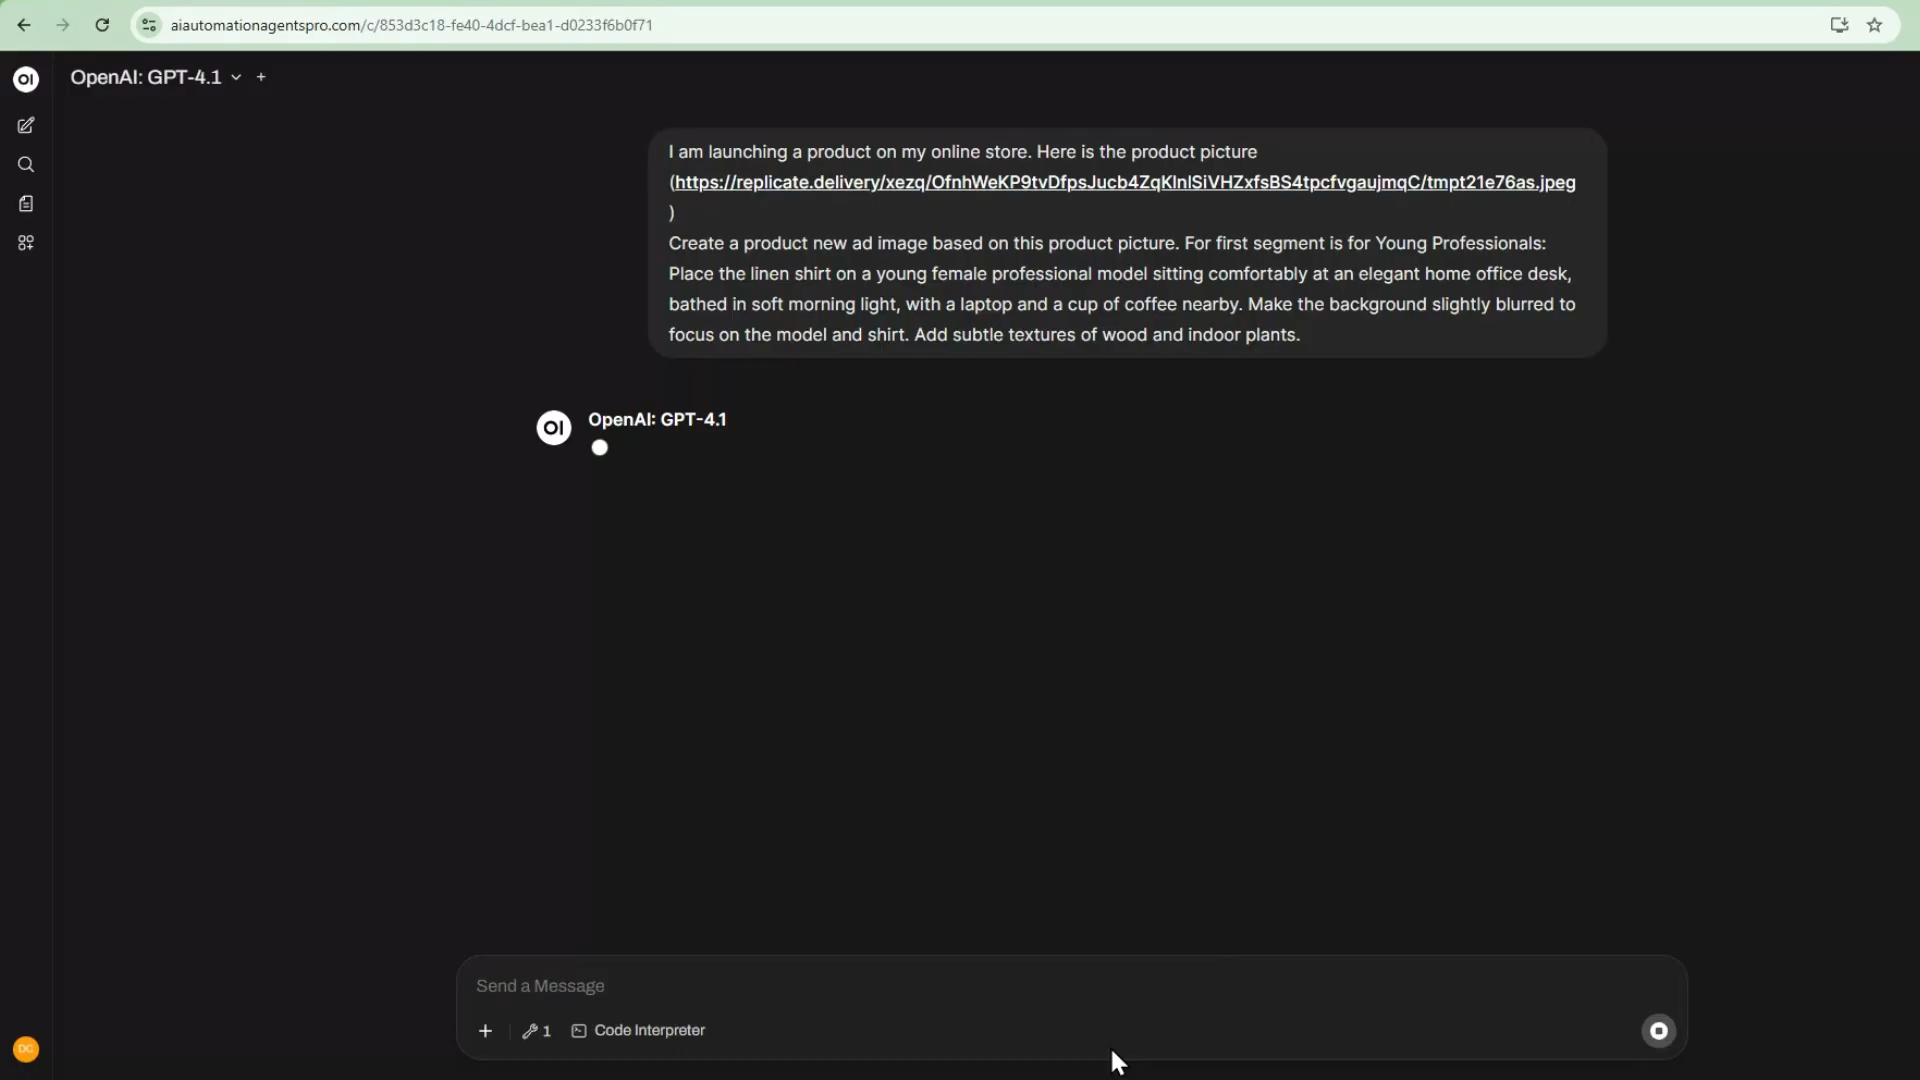 aiautomationagentspro.com/c/853d3c18-fe40-4dcf-bea1-d0233f6b0f71
OI
OpenAI: GPT-4.1
I am launching a product on my online store. Here is the product picture
(https://replicate.delivery/xezq/OfnhWeKP9tvDfpsJucb4ZqKlnlSiVHZxfsBS4tpcfvgaujmqC/tmpt21e76as.jpeg
)
Create a product new ad image based on this product picture. For first segment is for Young Professionals:
Place the linen shirt on a young female professional model sitting comfortably at an elegant home office desk,
bathed in soft morning light, with a laptop and a cup of coffee nearby. Make the background slightly blurred to
focus on the model and shirt. Add subtle textures of wood and indoor plants.
OI
OpenAI: GPT-4.1
Send a Message
1
Code Interpreter
DG